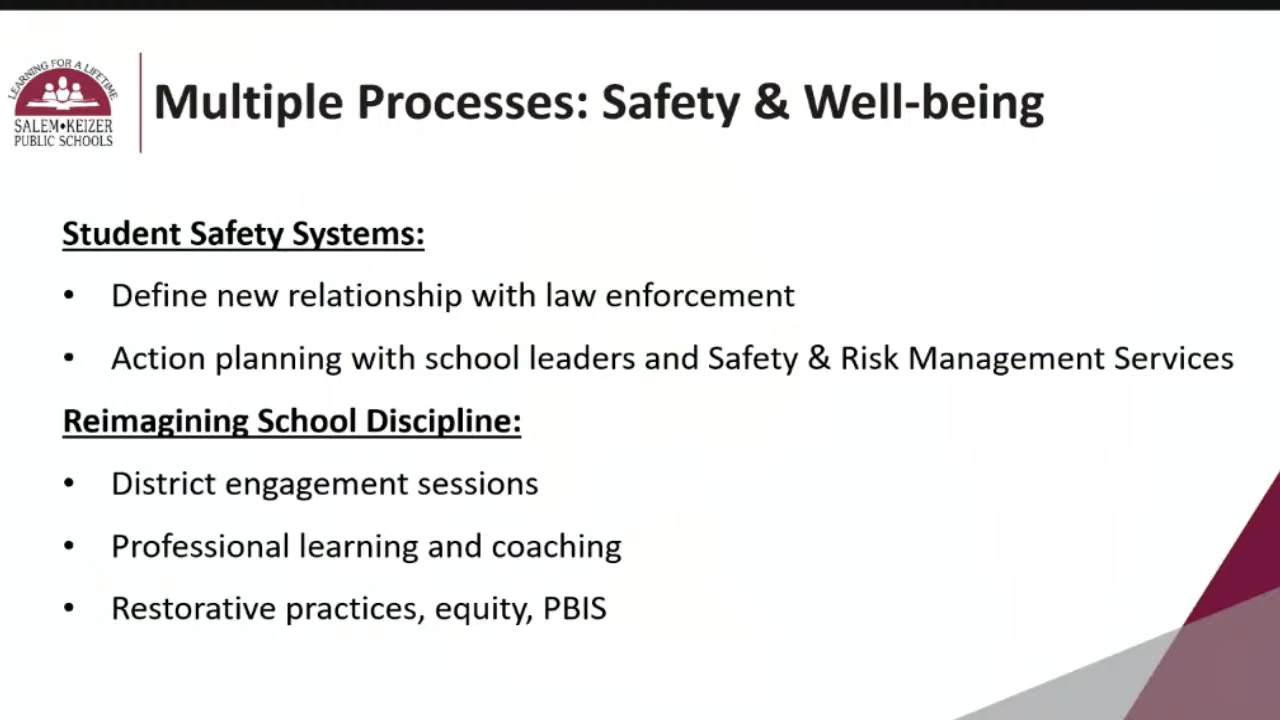 LEARNING FOR A LIFETIME
SALEM•KEIZER
PUBLIC SCHOOLS
Multiple Processes: Safety & Well-being
Student Safety Systems:
• Define new relationship with law enforcement
• Action planning with school leaders and Safety & Risk Management Services
Reimagining School Discipline:
• District engagement sessions
• Professional learning and coaching
• Restorative practices, equity, PBIS